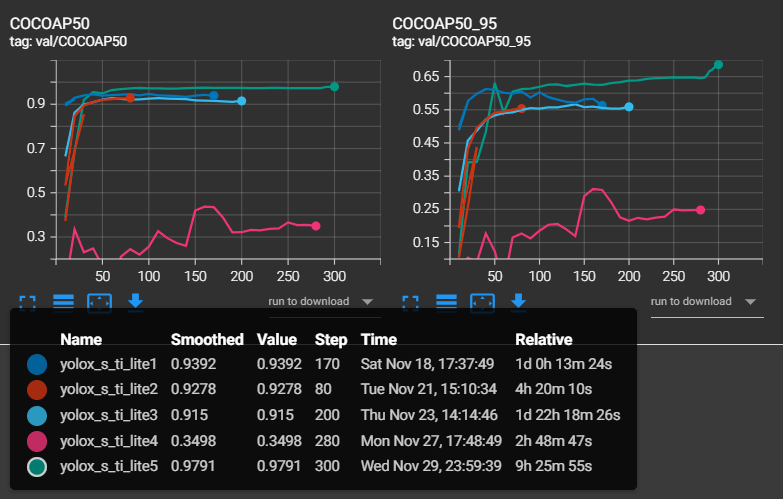 COCOAP50
tag: val/COCOAP50
0.9
0.7
0.5
0.3
50 100 150 200 250 300
run to download
COCOAP50_95
tag: val/COCOAP50_95
0.65
0.55
0.45
0.35
0.25
0.15
50 100 150 200 250 300
run to download
Name Smoothed Value Step Time Relative
yolox_s_ti_lite1 0.9392 0.9392 170 Sat Nov 18, 17:37:49 1d 0h 13m 24s
yolox_s_ti_lite2 0.9278 0.9278 80 Tue Nov 21, 15:10:34 4h 20m 10s
yolox_s_ti_lite3 0.915 0.915 200 Thu Nov 23, 14:14:46 1d 22h 18m 26s
yolox_s_ti_lite4 0.3498 0.3498 280 Mon Nov 27, 17:48:49 2h 48m 47s
yolox_s_ti_lite5 0.9791 0.9791 300 Wed Nov 29, 23:59:39 9h 25m 55s